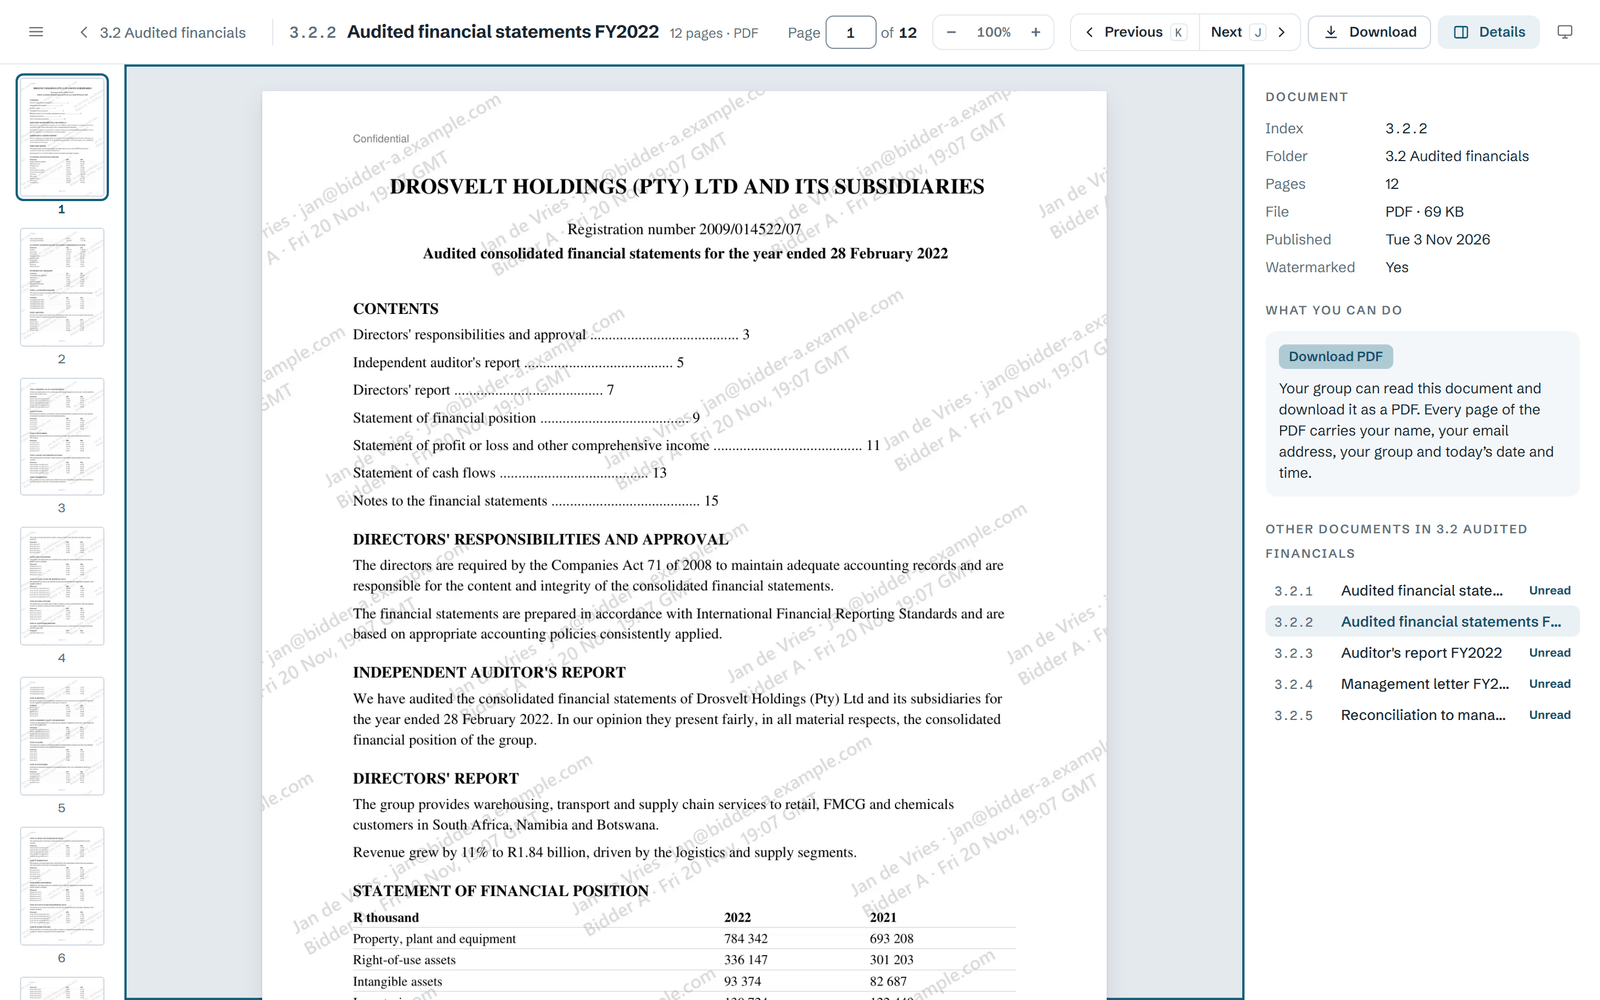 3.2 Audited financials
3.2.2 Audited financial statements FY2022 12 pages · PDF
Page 1 of 12
− 100% +
Previous K
Next J
Download
Details
1
2
3
4
5
6
Confidential
DROSVELT HOLDINGS (PTY) LTD AND ITS SUBSIDIARIES
Registration number 2009/014522/07
Audited consolidated financial statements for the year ended 28 February 2022
CONTENTS
Directors' responsibilities and approval ........................................ 3
Independent auditor's report ........................................ 5
Directors' report ........................................ 7
Statement of financial position ........................................ 9
Statement of profit or loss and other comprehensive income ........................................ 11
Statement of cash flows ........................................ 13
Notes to the financial statements ........................................ 15
DIRECTORS' RESPONSIBILITIES AND APPROVAL
The directors are required by the Companies Act 71 of 2008 to maintain adequate accounting records and are
responsible for the content and integrity of the consolidated financial statements.
The financial statements are prepared in accordance with International Financial Reporting Standards and are
based on appropriate accounting policies consistently applied.
INDEPENDENT AUDITOR'S REPORT
We have audited the consolidated financial statements of Drosvelt Holdings (Pty) Ltd and its subsidiaries for
the year ended 28 February 2022. In our opinion they present fairly, in all material respects, the consolidated
financial position of the group.
DIRECTORS' REPORT
The group provides warehousing, transport and supply chain services to retail, FMCG and chemicals
customers in South Africa, Namibia and Botswana.
Revenue grew by 11% to R1.84 billion, driven by the logistics and supply segments.
STATEMENT OF FINANCIAL POSITION
R thousand 2022 2021
Property, plant and equipment 784 342 693 208
Right-of-use assets 336 147 301 203
Intangible assets 93 374 82 687
Jan de Vries · jan@bidder-a.example.com
Bidder A · Fri 20 Nov, 19:07 GMT
DOCUMENT
Index 3.2.2
Folder 3.2 Audited financials
Pages 12
File PDF · 69 KB
Published Tue 3 Nov 2026
Watermarked Yes
WHAT YOU CAN DO
Download PDF
Your group can read this document and
download it as a PDF. Every page of the
PDF carries your name, your email
address, your group and today's date and
time.
OTHER DOCUMENTS IN 3.2 AUDITED
FINANCIALS
3.2.1 Audited financial state... Unread
3.2.2 Audited financial statements F...
3.2.3 Auditor's report FY2022 Unread
3.2.4 Management letter FY2... Unread
3.2.5 Reconciliation to mana... Unread